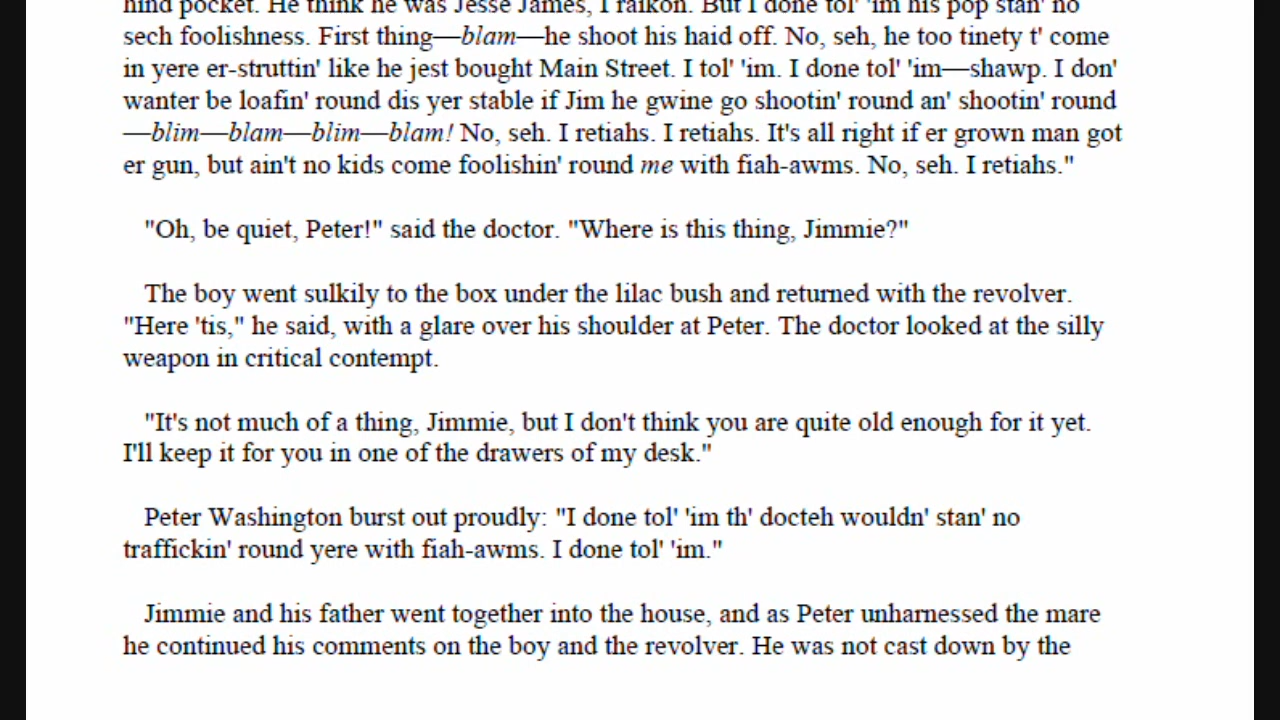 hind pocket. He think he was Jesse James, I raikon. But I done tol' 'im his pop stan' no
sech foolishness. First thing—blam—he shoot his haid off. No, seh, he too tinety t' come
in yere er-struttin' like he jest bought Main Street. I tol' 'im. I done tol' 'im—shawp. I don'
wanter be loafin' round dis yer stable if Jim he gwine go shootin' round an' shootin' round
—blim—blam—blim—blam! No, seh. I retiahs. I retiahs. It's all right if er grown man got
er gun, but ain't no kids come foolishin' round me with fiah-awms. No, seh. I retiahs."
"Oh, be quiet, Peter!" said the doctor. "Where is this thing, Jimmie?"
The boy went sulkily to the box under the lilac bush and returned with the revolver.
"Here 'tis," he said, with a glare over his shoulder at Peter. The doctor looked at the silly
weapon in critical contempt.
"It's not much of a thing, Jimmie, but I don't think you are quite old enough for it yet.
I'll keep it for you in one of the drawers of my desk."
Peter Washington burst out proudly: "I done tol' 'im th' docteh wouldn' stan' no
traffickin' round yere with fiah-awms. I done tol' 'im."
Jimmie and his father went together into the house, and as Peter unharnessed the mare
he continued his comments on the boy and the revolver. He was not cast down by the